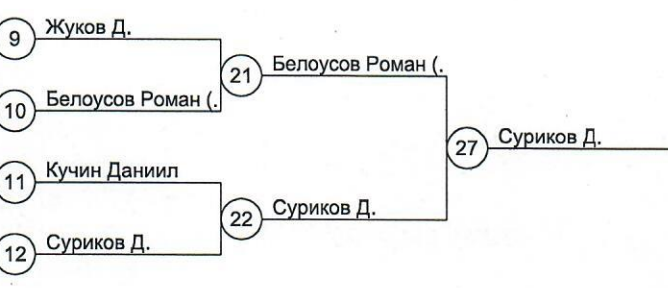 9 Жуков Д.
21 Белоусов Роман (.
10 Белоусов Роман (.
27 Суриков Д.
11 Кучин Даниил
22 Суриков Д.
12 Суриков Д.